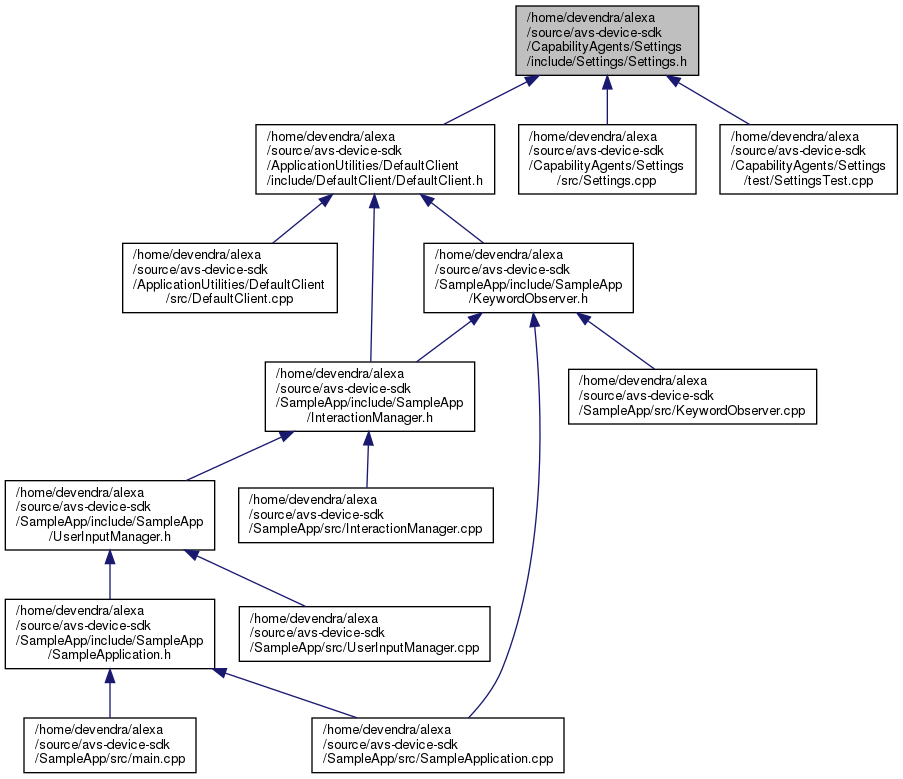 /home/devendra/alexa
/source/avs-device-sdk
/CapabilityAgents/Settings
/include/Settings/Settings.h
/home/devendra/alexa
/source/avs-device-sdk
/ApplicationUtilities/DefaultClient
/include/DefaultClient/DefaultClient.h
/home/devendra/alexa
/source/avs-device-sdk
/CapabilityAgents/Settings
/src/Settings.cpp
/home/devendra/alexa
/source/avs-device-sdk
/CapabilityAgents/Settings
/test/SettingsTest.cpp
/home/devendra/alexa
/source/avs-device-sdk
/ApplicationUtilities/DefaultClient
/src/DefaultClient.cpp
/home/devendra/alexa
/source/avs-device-sdk
/SampleApp/include/SampleApp
/KeywordObserver.h
/home/devendra/alexa
/source/avs-device-sdk
/SampleApp/include/SampleApp
/InteractionManager.h
/home/devendra/alexa
/source/avs-device-sdk
/SampleApp/src/KeywordObserver.cpp
/home/devendra/alexa
/source/avs-device-sdk
/SampleApp/include/SampleApp
/UserInputManager.h
/home/devendra/alexa
/source/avs-device-sdk
/SampleApp/src/InteractionManager.cpp
/home/devendra/alexa
/source/avs-device-sdk
/SampleApp/include/SampleApp
/SampleApplication.h
/home/devendra/alexa
/source/avs-device-sdk
/SampleApp/src/UserInputManager.cpp
/home/devendra/alexa
/source/avs-device-sdk
/SampleApp/src/main.cpp
/home/devendra/alexa
/source/avs-device-sdk
/SampleApp/src/SampleApplication.cpp